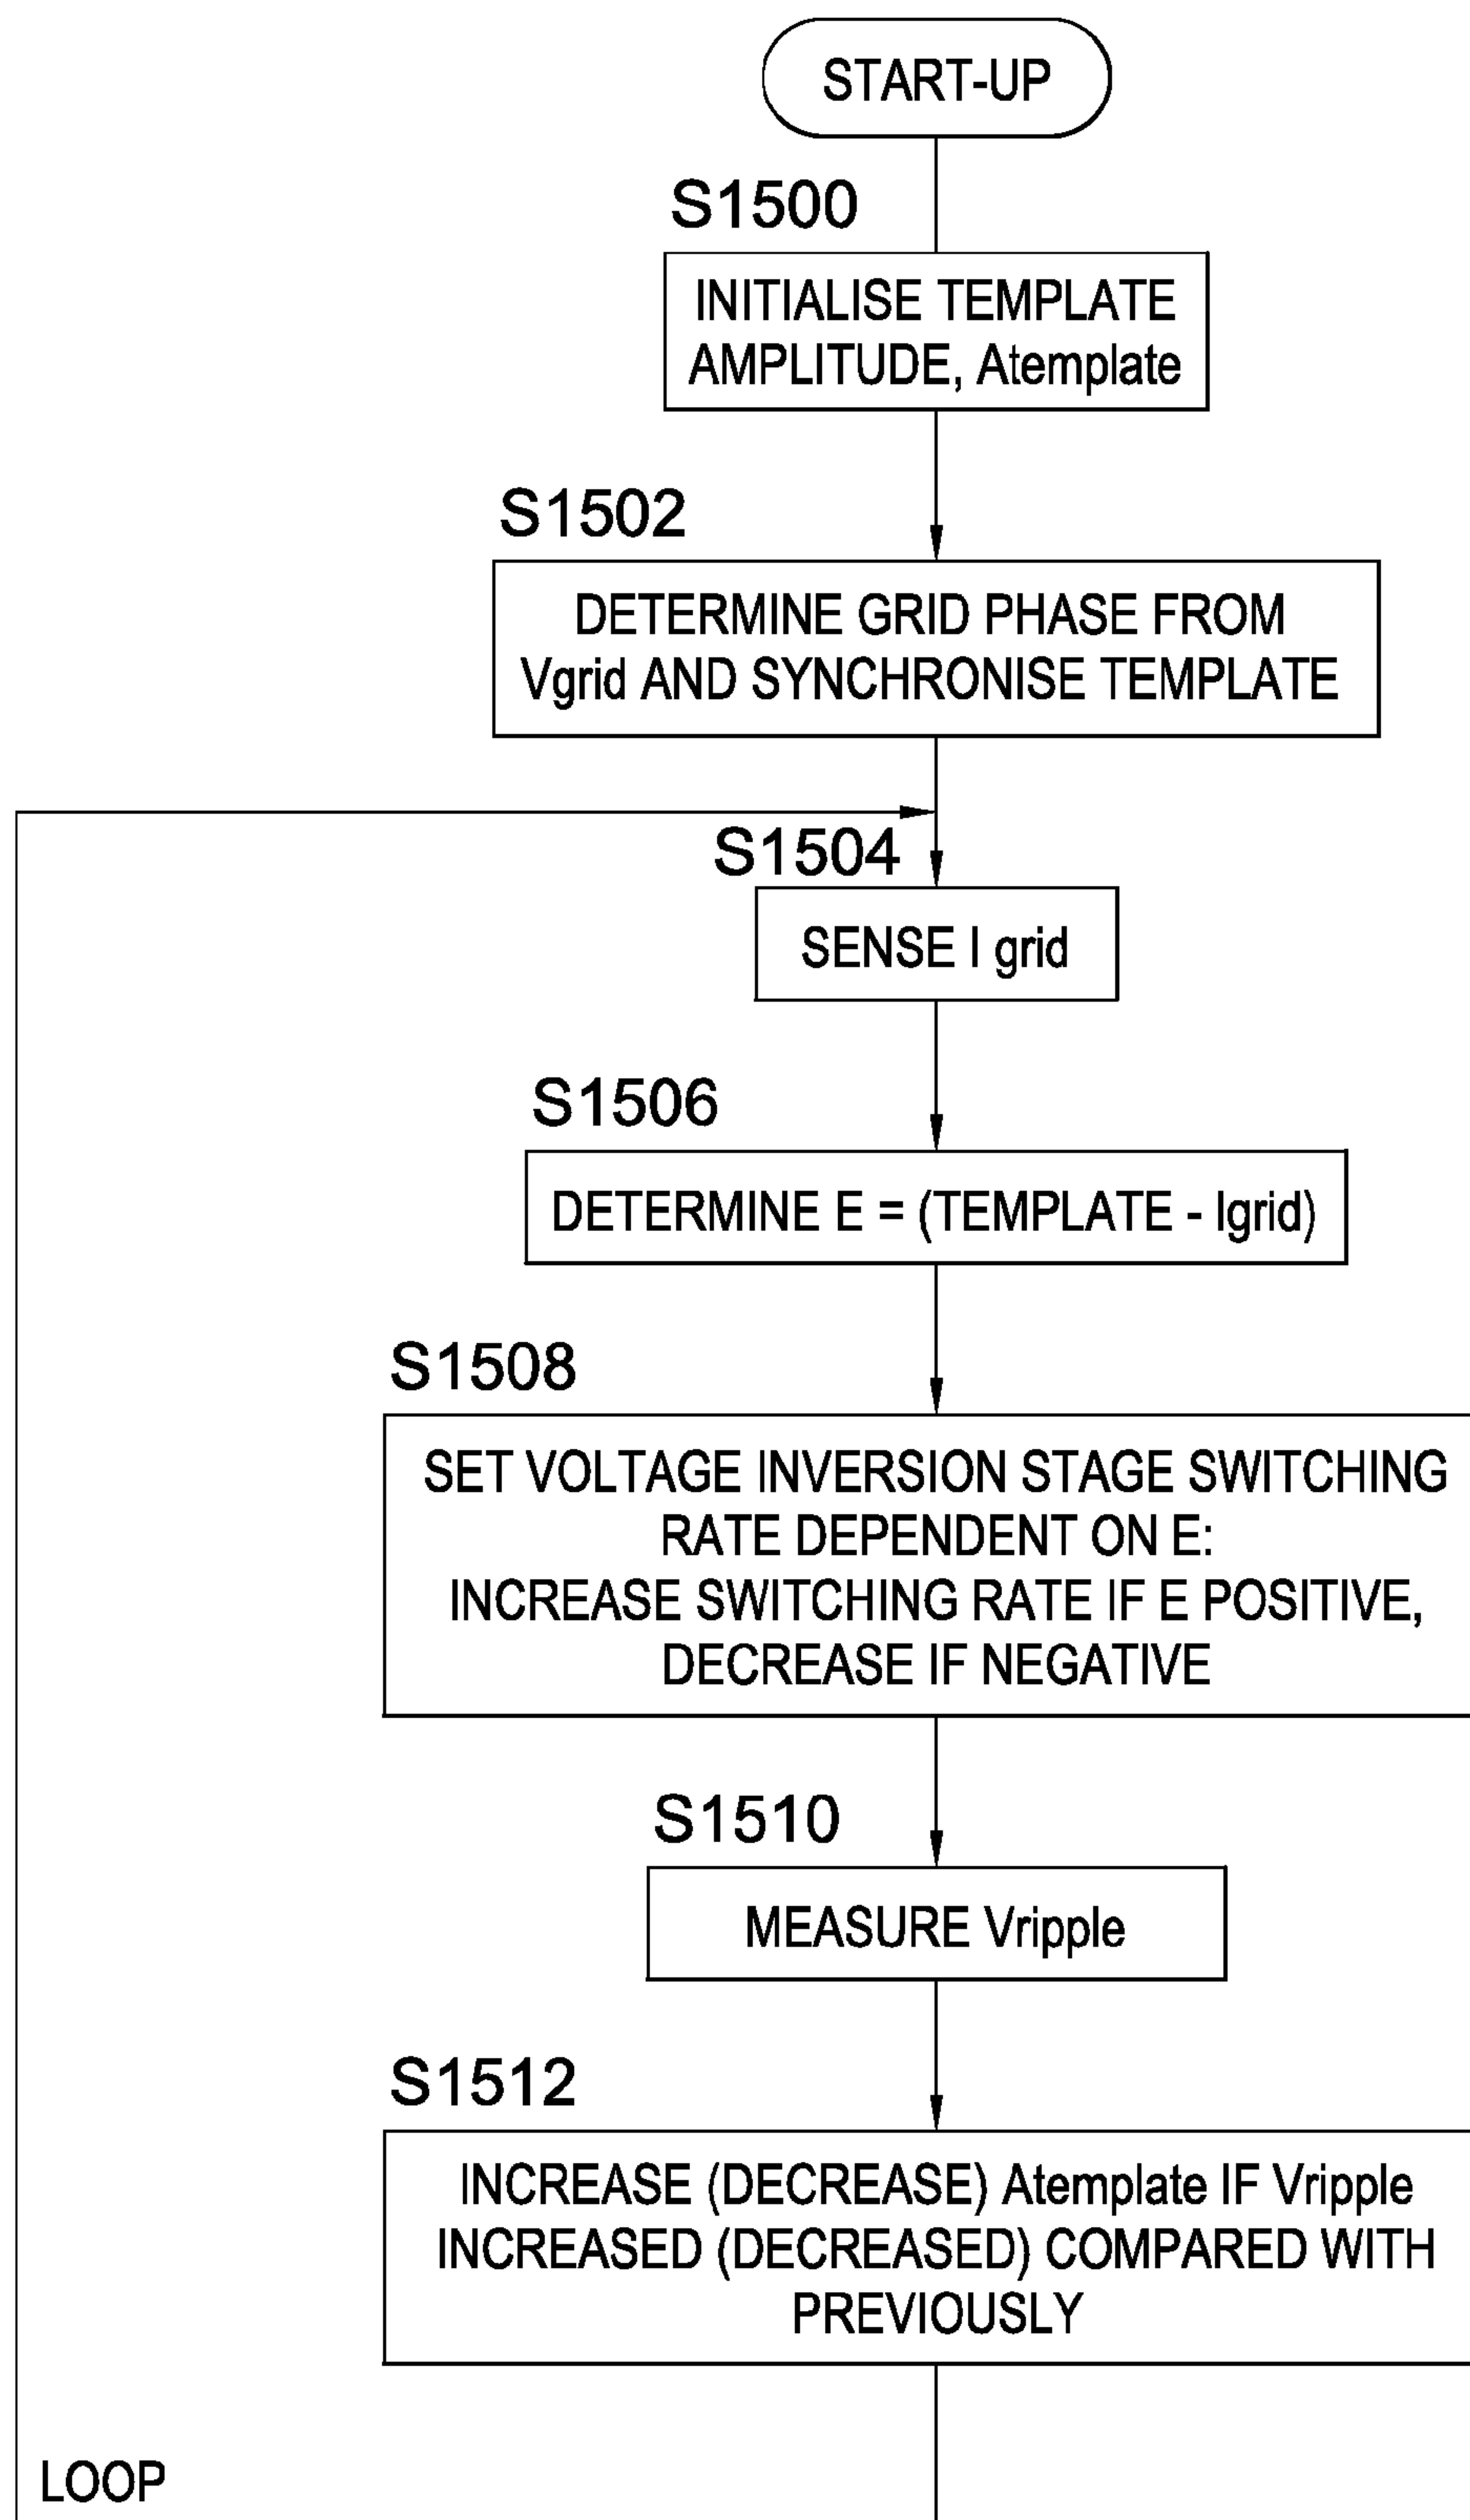 START-UP
S1500
INITIALISE TEMPLATE
AMPLITUDE, Atemplate
S1502
DETERMINE GRID PHASE FROM
Vgrid AND SYNCHRONISE TEMPLATE
S1504
SENSE I grid
S1506
DETERMINE E = (TEMPLATE - Igrid)
S1508
SET VOLTAGE INVERSION STAGE SWITCHING
RATE DEPENDENT ON E:
INCREASE SWITCHING RATE IF E POSITIVE,
DECREASE IF NEGATIVE
S1510
MEASURE Vripple
S1512
INCREASE (DECREASE) Atemplate IF Vripple
INCREASED (DECREASED) COMPARED WITH
PREVIOUSLY
LOOP